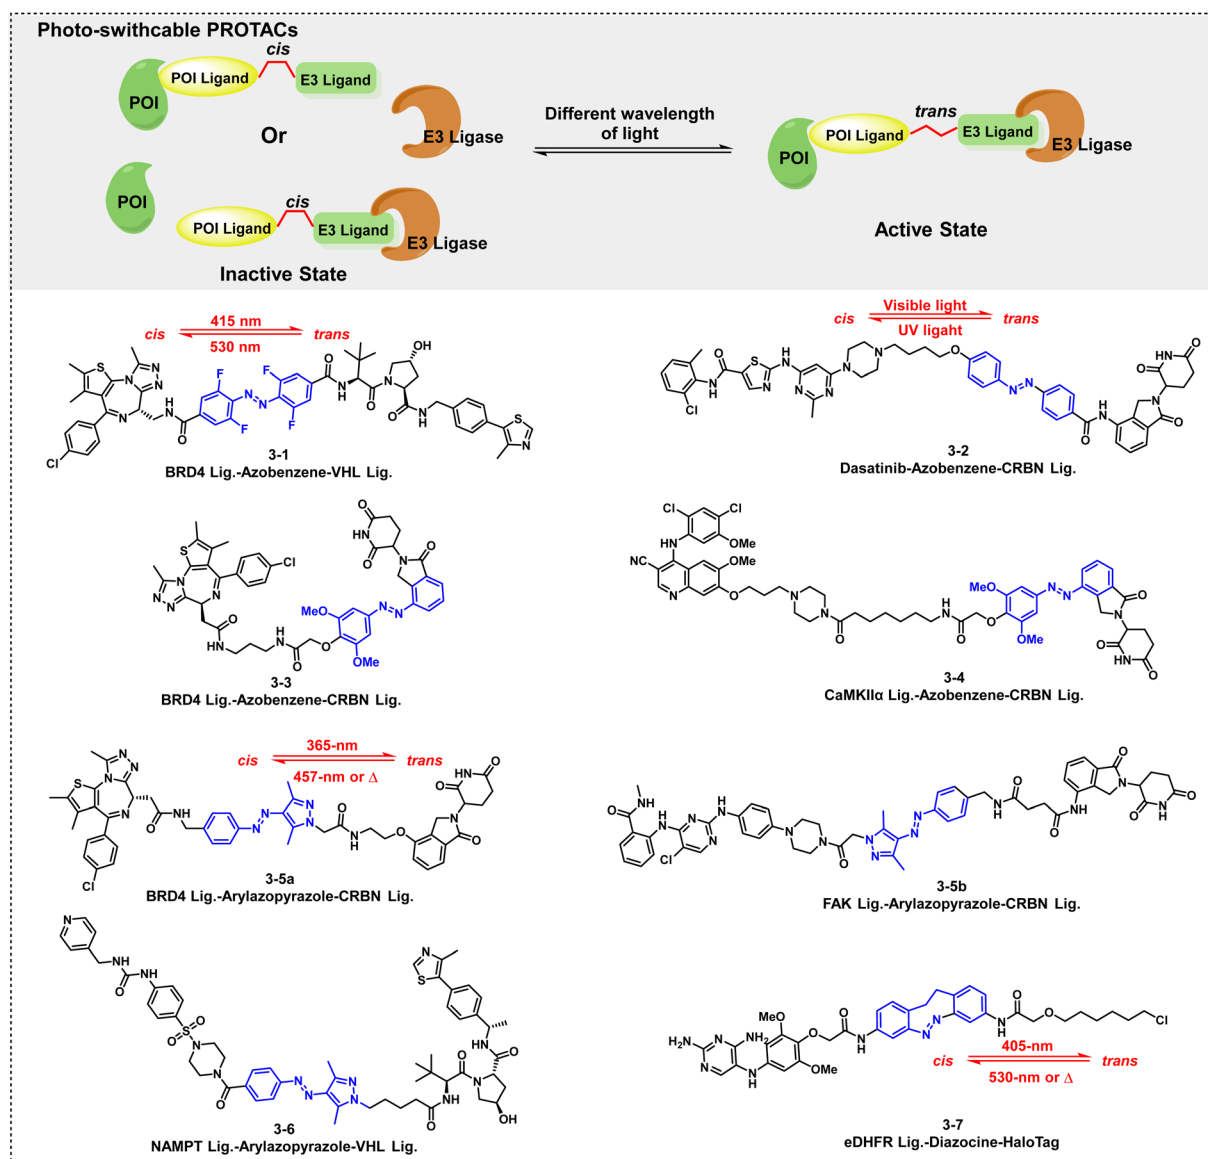 Photo-swithcable PROTACs
cis
POI Ligand
E3 Ligand
POI
Or
E3 Ligase
Different wavelength
of light
trans
POI Ligand
E3 Ligand
E3 Ligase
POI
POI
cis
POI Ligand
E3 Ligand
E3 Ligase
Inactive State
Active State
cis
415 nm
530 nm
trans
3-1
BRD4 Lig.-Azobenzene-VHL Lig.
cis
Visible light
UV ligaht
trans
3-2
Dasatinib-Azobenzene-CRBN Lig.
3-3
BRD4 Lig.-Azobenzene-CRBN Lig.
3-4
CaMKIIα Lig.-Azobenzene-CRBN Lig.
cis
365-nm
457-nm or Δ
trans
3-5a
BRD4 Lig.-Arylazopyrazole-CRBN Lig.
3-5b
FAK Lig.-Arylazopyrazole-CRBN Lig.
3-6
NAMPT Lig.-Arylazopyrazole-VHL Lig.
cis
405-nm
530-nm or Δ
trans
3-7
eDHFR Lig.-Diazocine-HaloTag